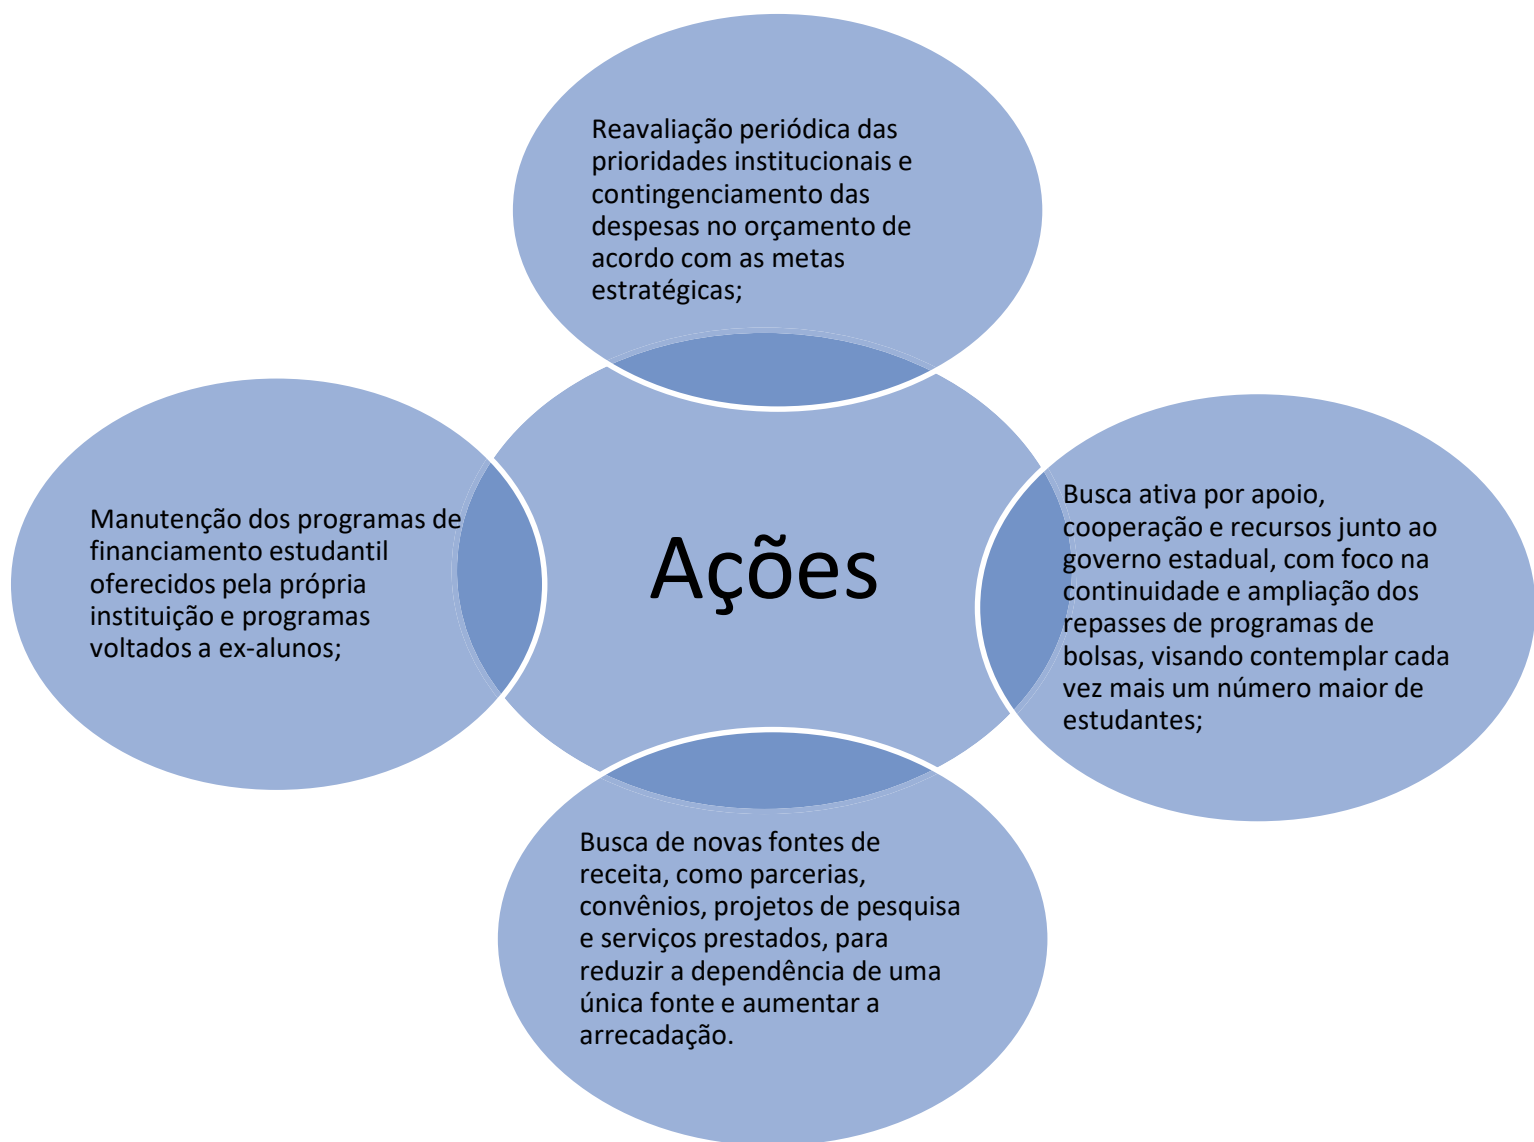 Reavaliação periódica das
prioridades institucionais e
contingenciamento das
despesas no orçamento de
acordo com as metas
estratégicas;
Manutenção dos programas de
financiamento estudantil
oferecidos pela própria
instituição e programas
voltados a ex-alunos;
Ações
Busca ativa por apoio,
cooperação e recursos junto ao
governo estadual, com foco na
continuidade e ampliação dos
repasses de programas de
bolsas, visando contemplar cada
vez mais um número maior de
estudantes;
Busca de novas fontes de
receita, como parcerias,
convênios, projetos de pesquisa
e serviços prestados, para
reduzir a dependência de uma
única fonte e aumentar a
arrecadação.